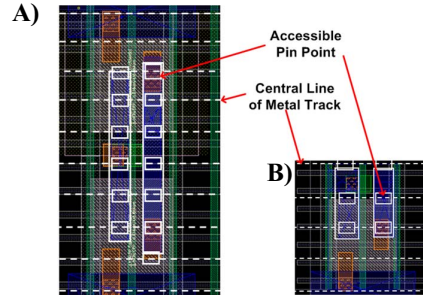 A)
Accessible
Pin Point
Central Line
of Metal Track
B)